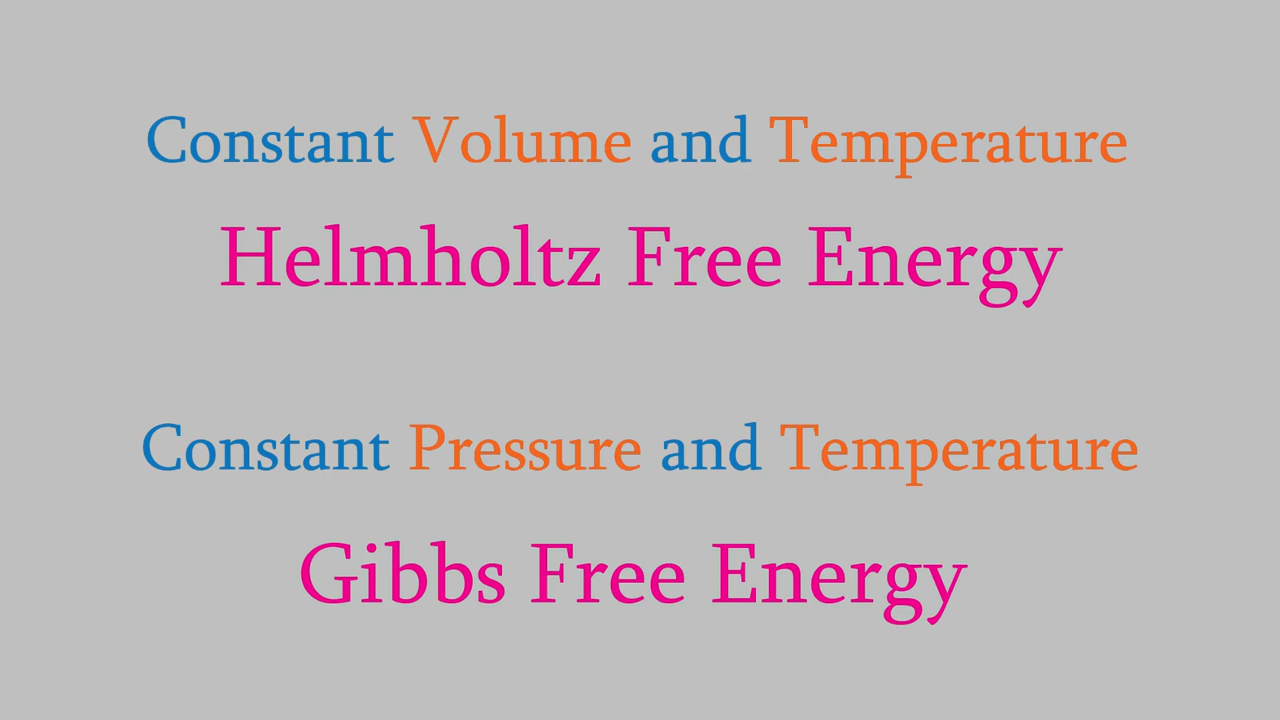 Constant Volume and Temperature
Helmholtz Free Energy
Constant Pressure and Temperature
Gibbs Free Energy